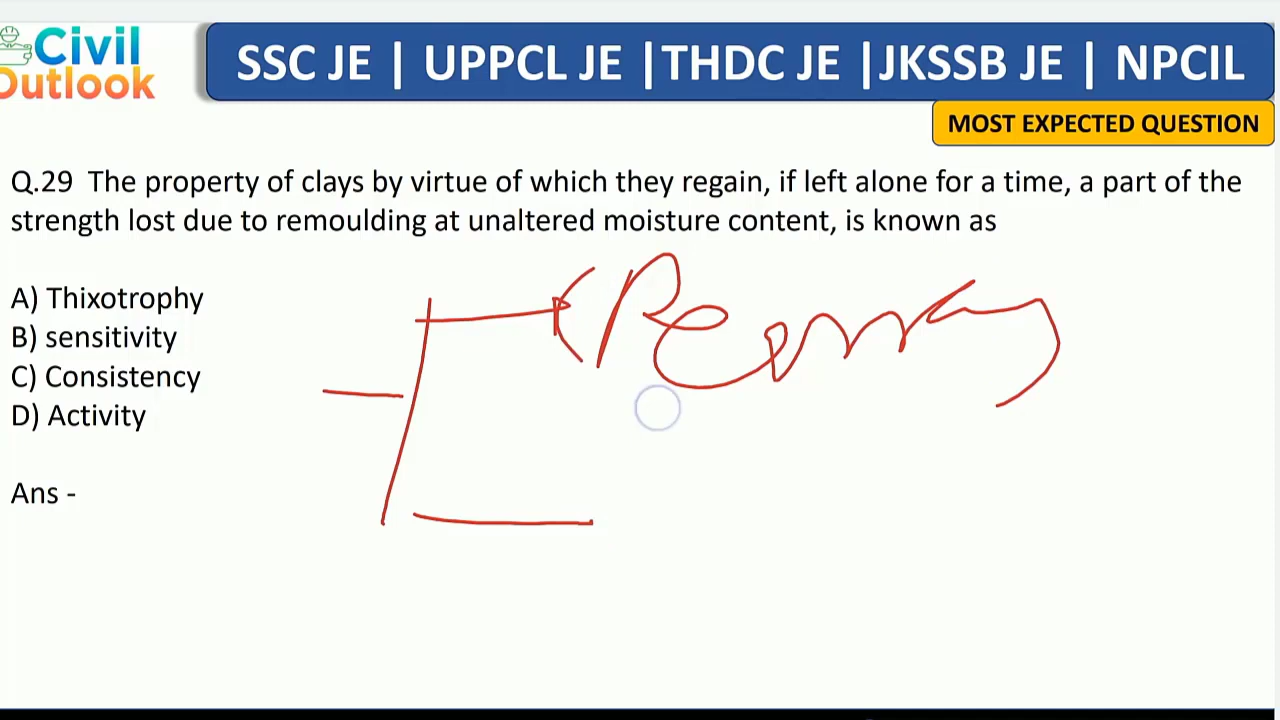 Civil
Outlook
SSC JE | UPPCL JE |THDC JE |JKSSB JE | NPCIL
MOST EXPECTED QUESTION
Q.29 The property of clays by virtue of which they regain, if left alone for a time, a part of the
strength lost due to remoulding at unaltered moisture content, is known as
A) Thixotrophy
B) sensitivity
C) Consistency
D) Activity
Ans -